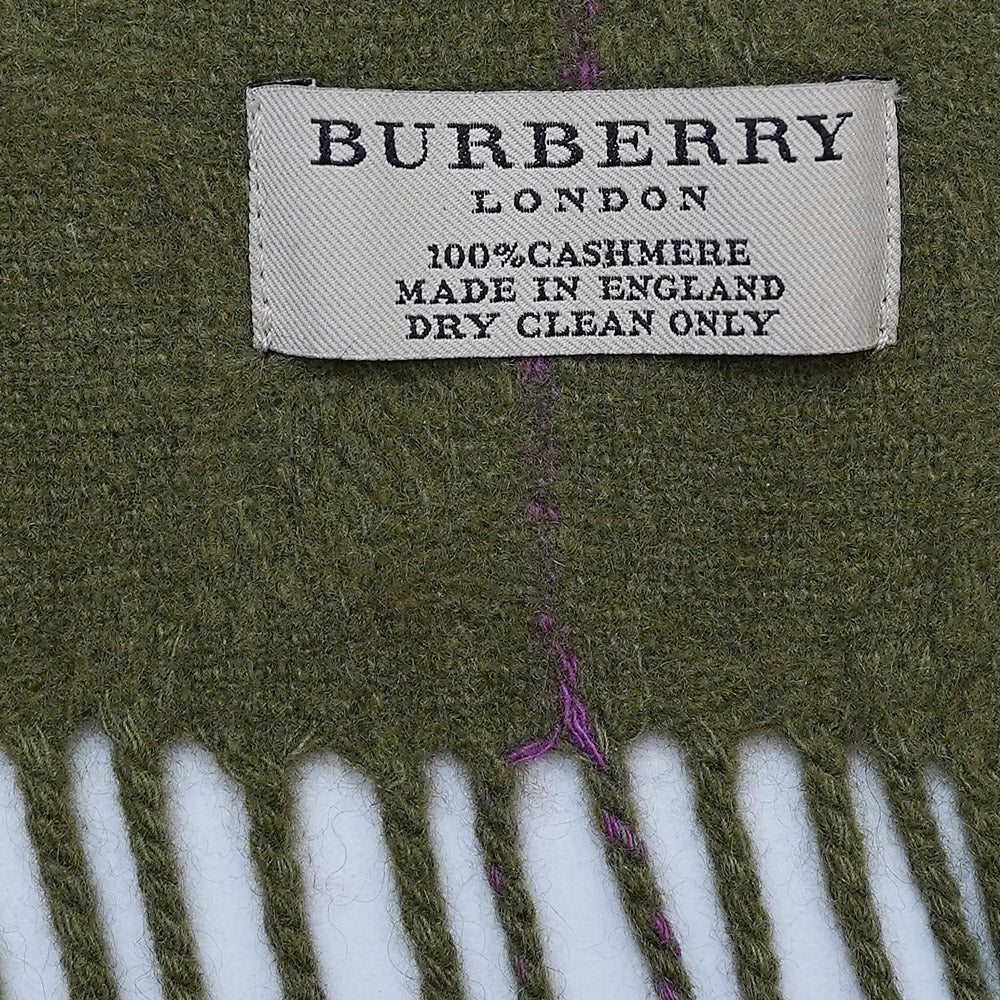 BURBERRY
LONDON
100%CASHMERE
MADE IN ENGLAND
DRY CLEAN ONLY